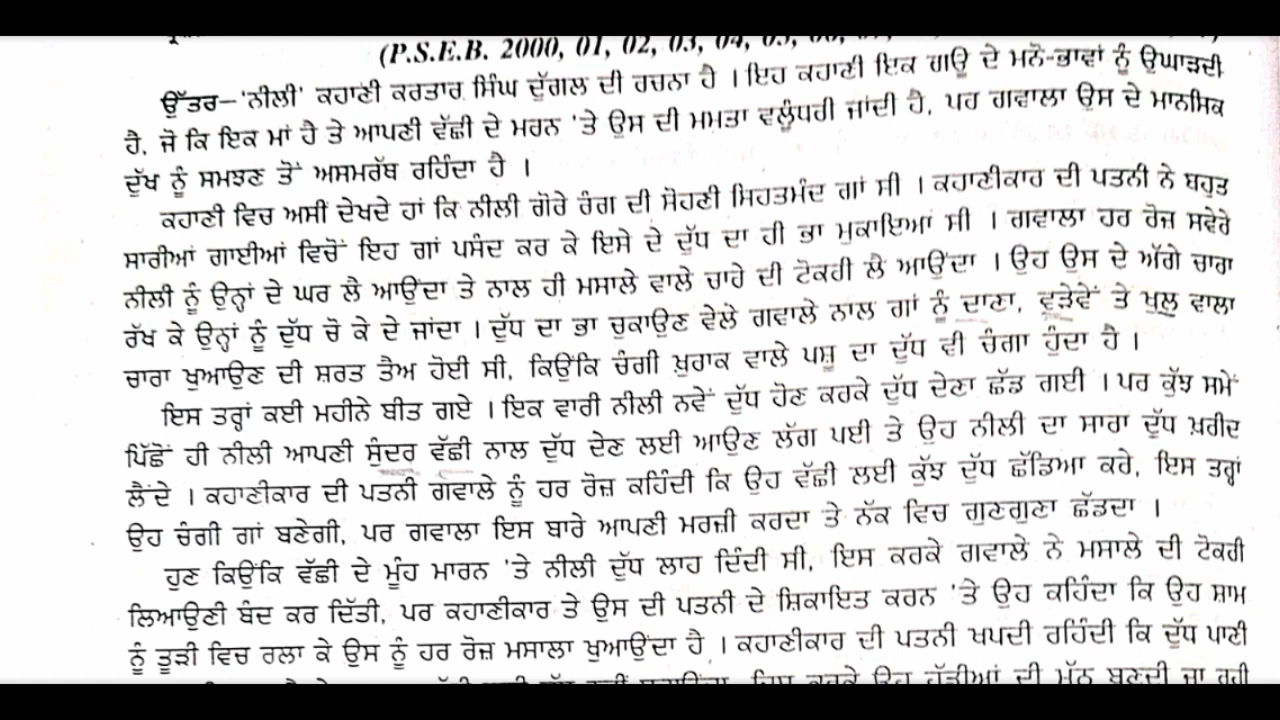 (P.S.E.B. 2000, 01, 02, 03, 04, 05,
ਉੱਤਰ—'ਨੀਲੀ' ਕਹਾਣੀ ਕਰਤਾਰ ਸਿੰਘ ਦੁੱਗਲ ਦੀ ਰਚਨਾ ਹੈ । ਇਹ ਕਹਾਣੀ ਇਕ ਗਊ ਦੇ ਮਨੋ-ਭਾਵਾਂ ਨੂੰ ਉਘਾੜਦੀ
ਹੈ, ਜੋ ਕਿ ਇਕ ਮਾਂ ਹੈ ਤੇ ਆਪਣੀ ਵੱਛੀ ਦੇ ਮਰਨ 'ਤੇ ਉਸ ਦੀ ਮਮਤਾ ਵਲੂੰਧਰੀ ਜਾਂਦੀ ਹੈ, ਪਰ ਗਵਾਲਾ ਉਸ ਦੇ ਮਾਨਸਿਕ
ਦੁੱਖ ਨੂੰ ਸਮਝਣ ਤੋਂ ਅਸਮਰੱਥ ਰਹਿੰਦਾ ਹੈ ।
ਕਹਾਣੀ ਵਿਚ ਅਸੀਂ ਦੇਖਦੇ ਹਾਂ ਕਿ ਨੀਲੀ ਗੋਰੇ ਰੰਗ ਦੀ ਸੋਹਣੀ ਸਿਹਤਮੰਦ ਗਾਂ ਸੀ । ਕਹਾਣੀਕਾਰ ਦੀ ਪਤਨੀ ਨੇ ਬਹੁਤ
ਸਾਰੀਆਂ ਗਾਈਆਂ ਵਿਚੋਂ ਇਹ ਗਾਂ ਪਸੰਦ ਕਰ ਕੇ ਇਸੇ ਦੇ ਦੁੱਧ ਦਾ ਹੀ ਭਾ ਮੁਕਾਇਆਂ ਸੀ । ਗਵਾਲਾ ਹਰ ਰੋਜ਼ ਸਵੇਰੇ
ਨੀਲੀ ਨੂੰ ਉਨ੍ਹਾਂ ਦੇ ਘਰ ਲੈ ਆਉਂਦਾ ਤੇ ਨਾਲ ਹੀ ਮਸਾਲੇ ਵਾਲੇ ਚਾਹੇ ਦੀ ਟੋਕਰੀ ਲੈ ਆਉਂਦਾ । ਉਹ ਉਸ ਦੇ ਅੱਗੇ ਚਾਰਾ
ਰੱਖ ਕੇ ਉਨ੍ਹਾਂ ਨੂੰ ਦੁੱਧ ਚੋ ਕੇ ਦੇ ਜਾਂਦਾ । ਦੁੱਧ ਦਾ ਭਾ ਚੁਕਾਉਣ ਵੇਲੇ ਗਵਾਲੇ ਨਾਲ ਗਾਂ ਨੂੰ ਦਾਣਾ, ਵੜੇਵੇਂ ਤੇ ਖਲ੍ਹ ਵਾਲਾ
ਚਾਰਾ ਖੁਆਉਣ ਦੀ ਸ਼ਰਤ ਤੈਅ ਹੋਈ ਸੀ, ਕਿਉਂਕਿ ਚੰਗੀ ਖ਼ੁਰਾਕ ਵਾਲੇ ਪਸ਼ੂ ਦਾ ਦੁੱਧ ਵੀ ਚੰਗਾ ਹੁੰਦਾ ਹੈ ।
ਇਸ ਤਰ੍ਹਾਂ ਕਈ ਮਹੀਨੇ ਬੀਤ ਗਏ । ਇਕ ਵਾਰੀ ਨੀਲੀ ਨਵੇਂ ਦੁੱਧ ਹੋਣ ਕਰਕੇ ਦੁੱਧ ਦੇਣਾ ਛੱਡ ਗਈ । ਪਰ ਕੁੱਝ ਸਮੇਂ
ਪਿੱਛੋਂ ਹੀ ਨੀਲੀ ਆਪਣੀ ਸੁੰਦਰ ਵੱਛੀ ਨਾਲ ਦੁੱਧ ਦੇਣ ਲਈ ਆਉਣ ਲੱਗ ਪਈ ਤੇ ਉਹ ਨੀਲੀ ਦਾ ਸਾਰਾ ਦੁੱਧ ਖ਼ਰੀਦ
ਲੈਂਦੇ । ਕਹਾਣੀਕਾਰ ਦੀ ਪਤਨੀ ਗਵਾਲੇ ਨੂੰ ਹਰ ਰੋਜ਼ ਕਹਿੰਦੀ ਕਿ ਉਹ ਵੱਛੀ ਲਈ ਕੁੱਝ ਦੁੱਧ ਛੱਡਿਆ ਕਰੇ, ਇਸ ਤਰ੍ਹਾਂ
ਉਹ ਚੰਗੀ ਗਾਂ ਬਣੇਗੀ, ਪਰ ਗਵਾਲਾ ਇਸ ਬਾਰੇ ਆਪਣੀ ਮਰਜ਼ੀ ਕਰਦਾ ਤੇ ਨੱਕ ਵਿਚ ਗੁਣਗੁਣਾ ਛੱਡਦਾ ।
ਹੁਣ ਕਿਉਂਕਿ ਵੱਛੀ ਦੇ ਮੂੰਹ ਮਾਰਨ 'ਤੇ ਨੀਲੀ ਦੁੱਧ ਲਾਹ ਦਿੰਦੀ ਸੀ, ਇਸ ਕਰਕੇ ਗਵਾਲੇ ਨੇ ਮਸਾਲੇ ਦੀ ਟੋਕਰੀ
ਲਿਆਉਣੀ ਬੰਦ ਕਰ ਦਿੱਤੀ, ਪਰ ਕਹਾਣੀਕਾਰ ਤੇ ਉਸ ਦੀ ਪਤਨੀ ਦੇ ਸ਼ਿਕਾਇਤ ਕਰਨ 'ਤੇ ਉਹ ਕਹਿੰਦਾ ਕਿ ਉਹ ਸ਼ਾਮ
ਨੂੰ ਤੂੜੀ ਵਿਚ ਰਲਾ ਕੇ ਉਸ ਨੂੰ ਹਰ ਰੋਜ਼ ਮਸਾਲਾ ਖੁਆਉਂਦਾ ਹੈ । ਕਹਾਣੀਕਾਰ ਦੀ ਪਤਨੀ ਖਪਦੀ ਰਹਿੰਦੀ ਕਿ ਦੁੱਧ ਪਾਣੀ
ਕਰਕੇ ਉਹ ਹੱਡੀਆਂ ਦੀ ਮੁੱਠ ਬਣਦੀ ਜਾ ਰਹੀ